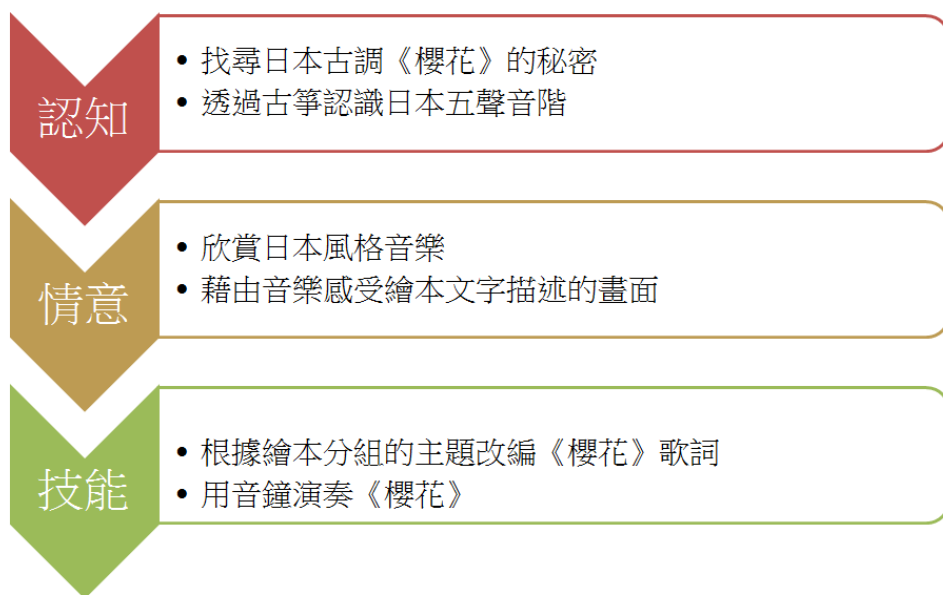 認知
• 找尋日本古調《櫻花》的秘密
• 透過古箏認識日本五聲音階
情意
• 欣賞日本風格音樂
• 藉由音樂感受繪本文字描述的畫面
技能
• 根據繪本分組的主題改編《櫻花》歌詞
• 用音鐘演奏《櫻花》